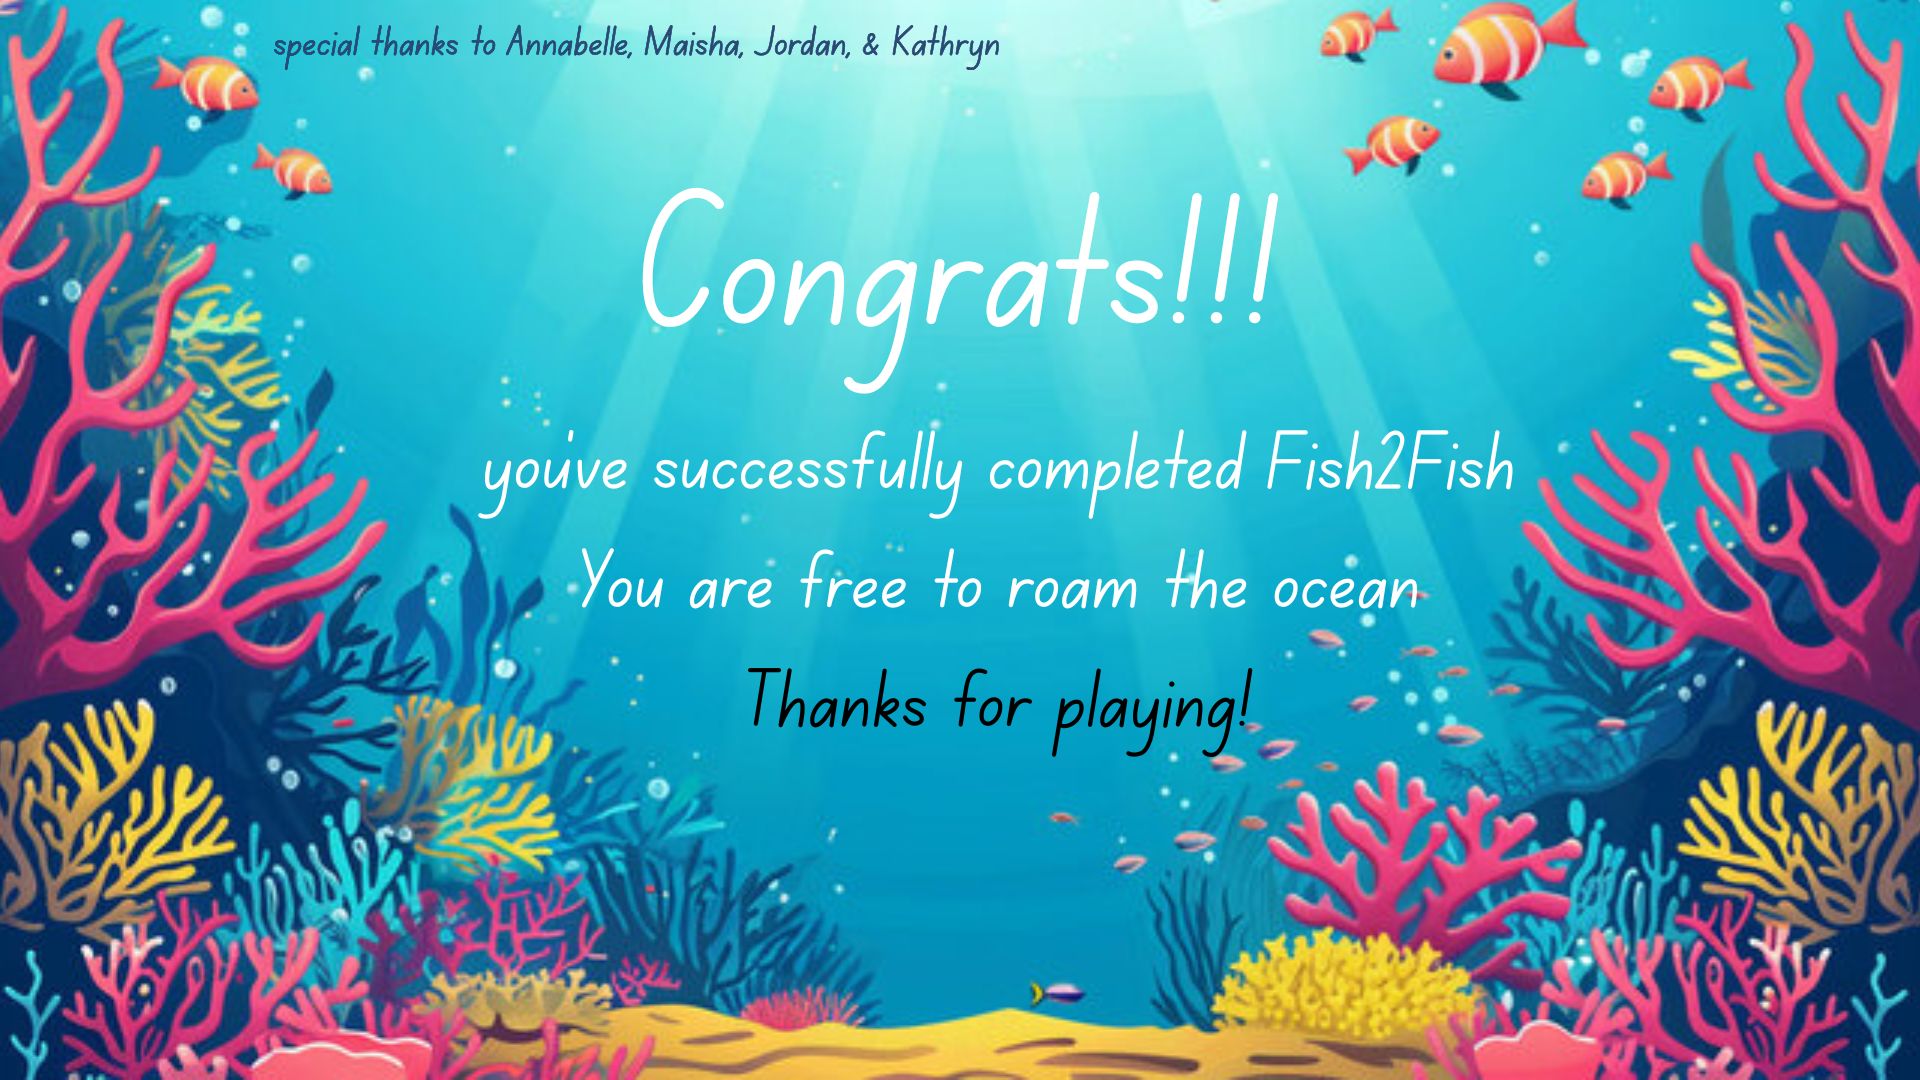 special thanks to Annabelle, Maisha, Jordan, & Kathryn
Congrats!!!
you've successfully completed Fish2Fish
You are free to roam the ocean
Thanks for playing!